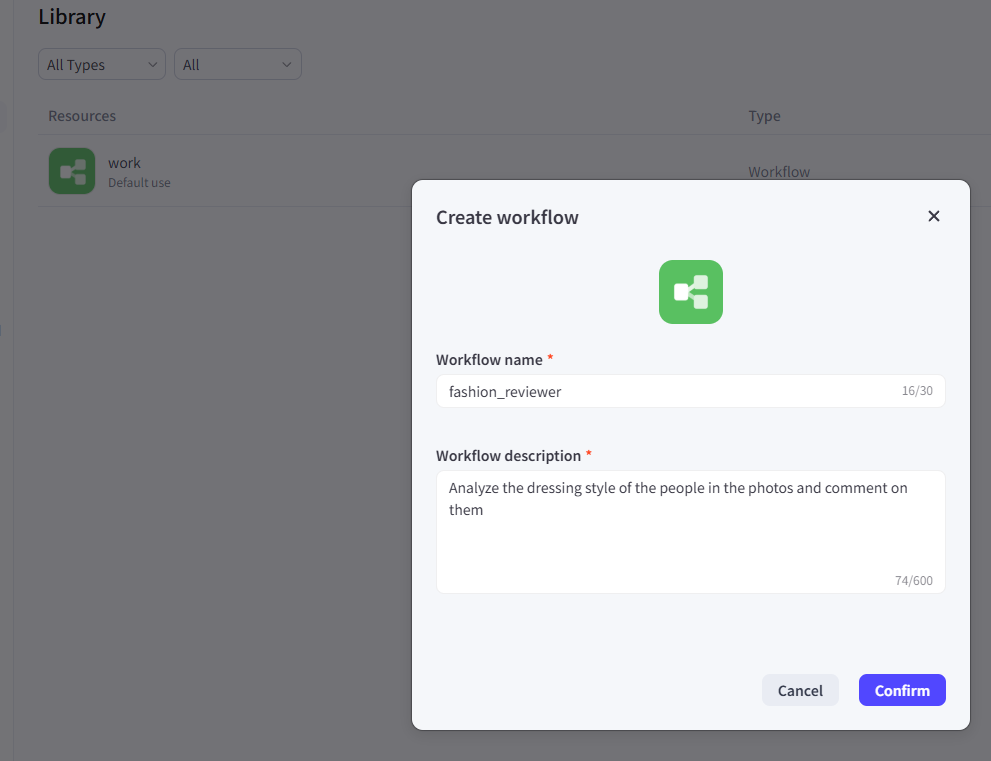 Library
All Types
All
Resources
Type
work
Default use
Workflow
Create workflow
Workflow name *
fashion_reviewer
16/30
Workflow description *
Analyze the dressing style of the people in the photos and comment on
them
74/600
Cancel
Confirm